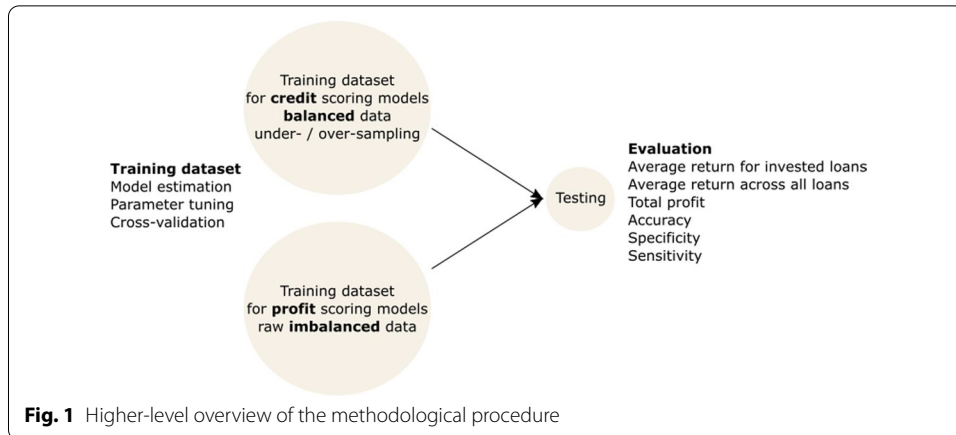 Training dataset
for credit scoring models
balanced data
under- / over-sampling
Training dataset
Model estimation
Parameter tuning
Cross-validation
Training dataset
for profit scoring models
raw imbalanced data
Testing
Evaluation
Average return for invested loans
Average return across all loans
Total profit
Accuracy
Specificity
Sensitivity
Fig. 1 Higher-level overview of the methodological procedure